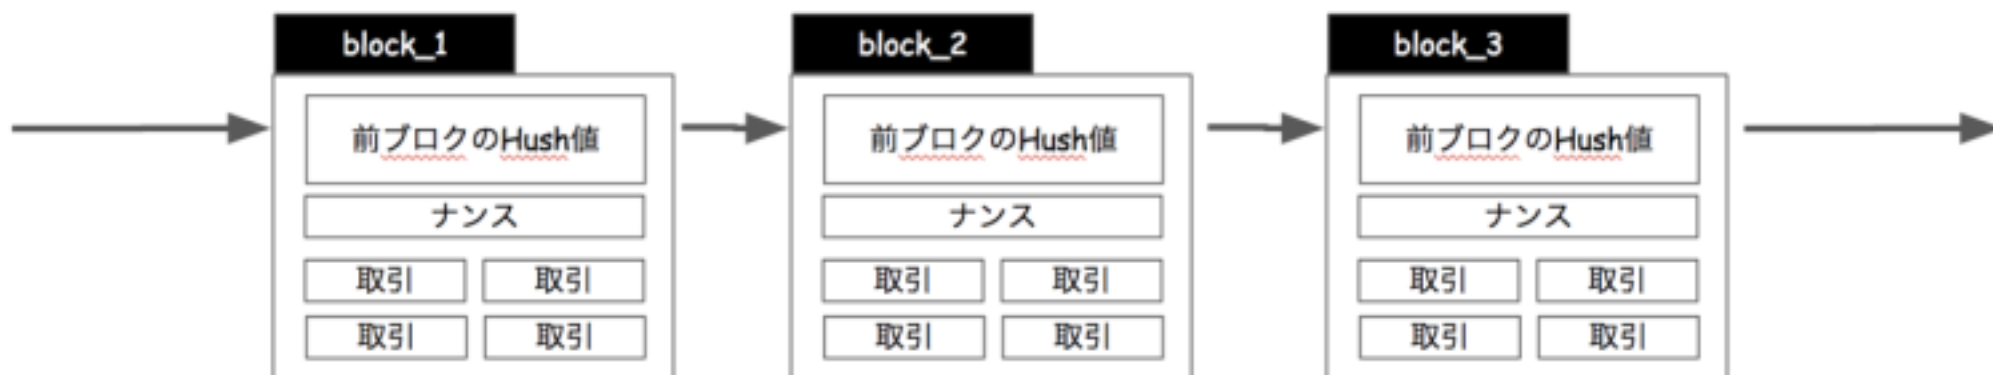 block_1
前ブロクのHush値
ナンス
取引 取引
取引 取引
block_2
前ブロクのHush値
ナンス
取引 取引
取引 取引
block_3
前ブロクのHush値
ナンス
取引 取引
取引 取引